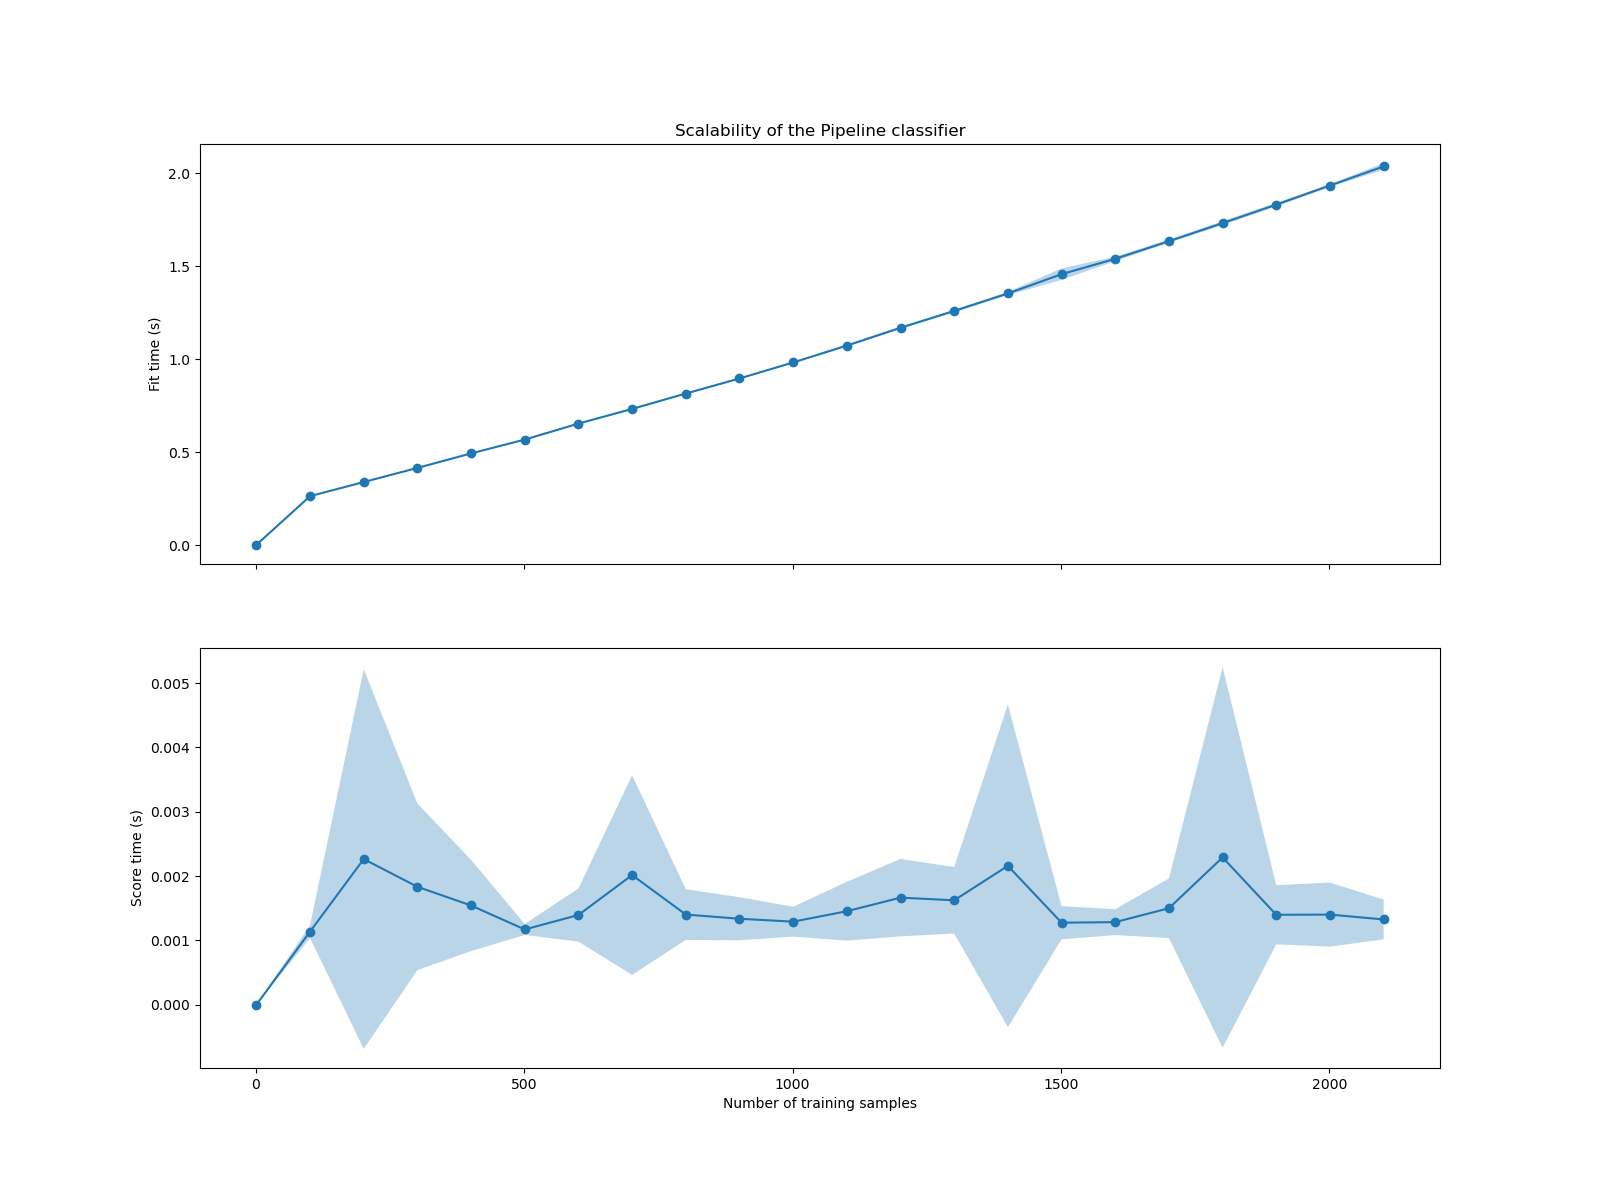 Scalability of the Pipeline classifier
2.0
1.5
1.0
0.5
0.0
Fit time (s)
0.005
0.004
0.003
0.002
0.001
0.000
Score time (s)
0 500 1000 1500 2000
Number of training samples